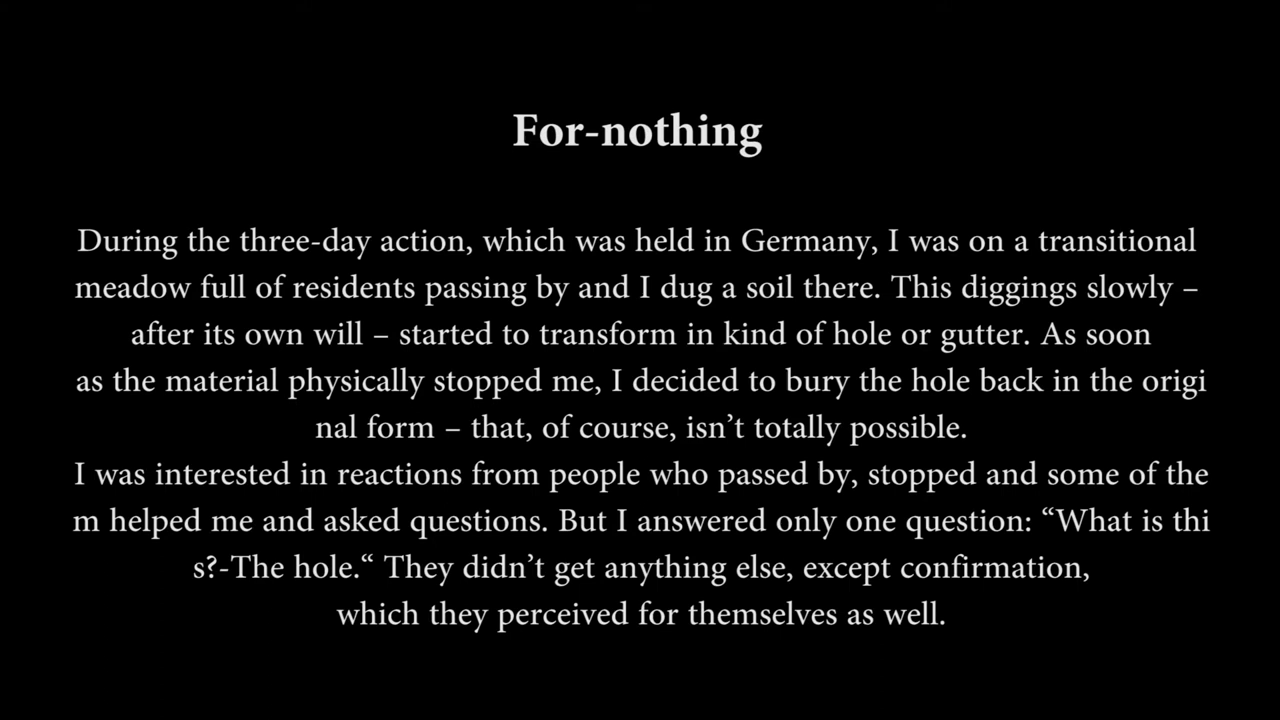 For-nothing
During the three-day action, which was held in Germany, I was on a transitional
meadow full of residents passing by and I dug a soil there. This diggings slowly –
after its own will – started to transform in kind of hole or gutter. As soon
as the material physically stopped me, I decided to bury the hole back in the origi
nal form – that, of course, isn’t totally possible.
I was interested in reactions from people who passed by, stopped and some of the
m helped me and asked questions. But I answered only one question: “What is thi
s?-The hole.“ They didn’t get anything else, except confirmation,
which they perceived for themselves as well.